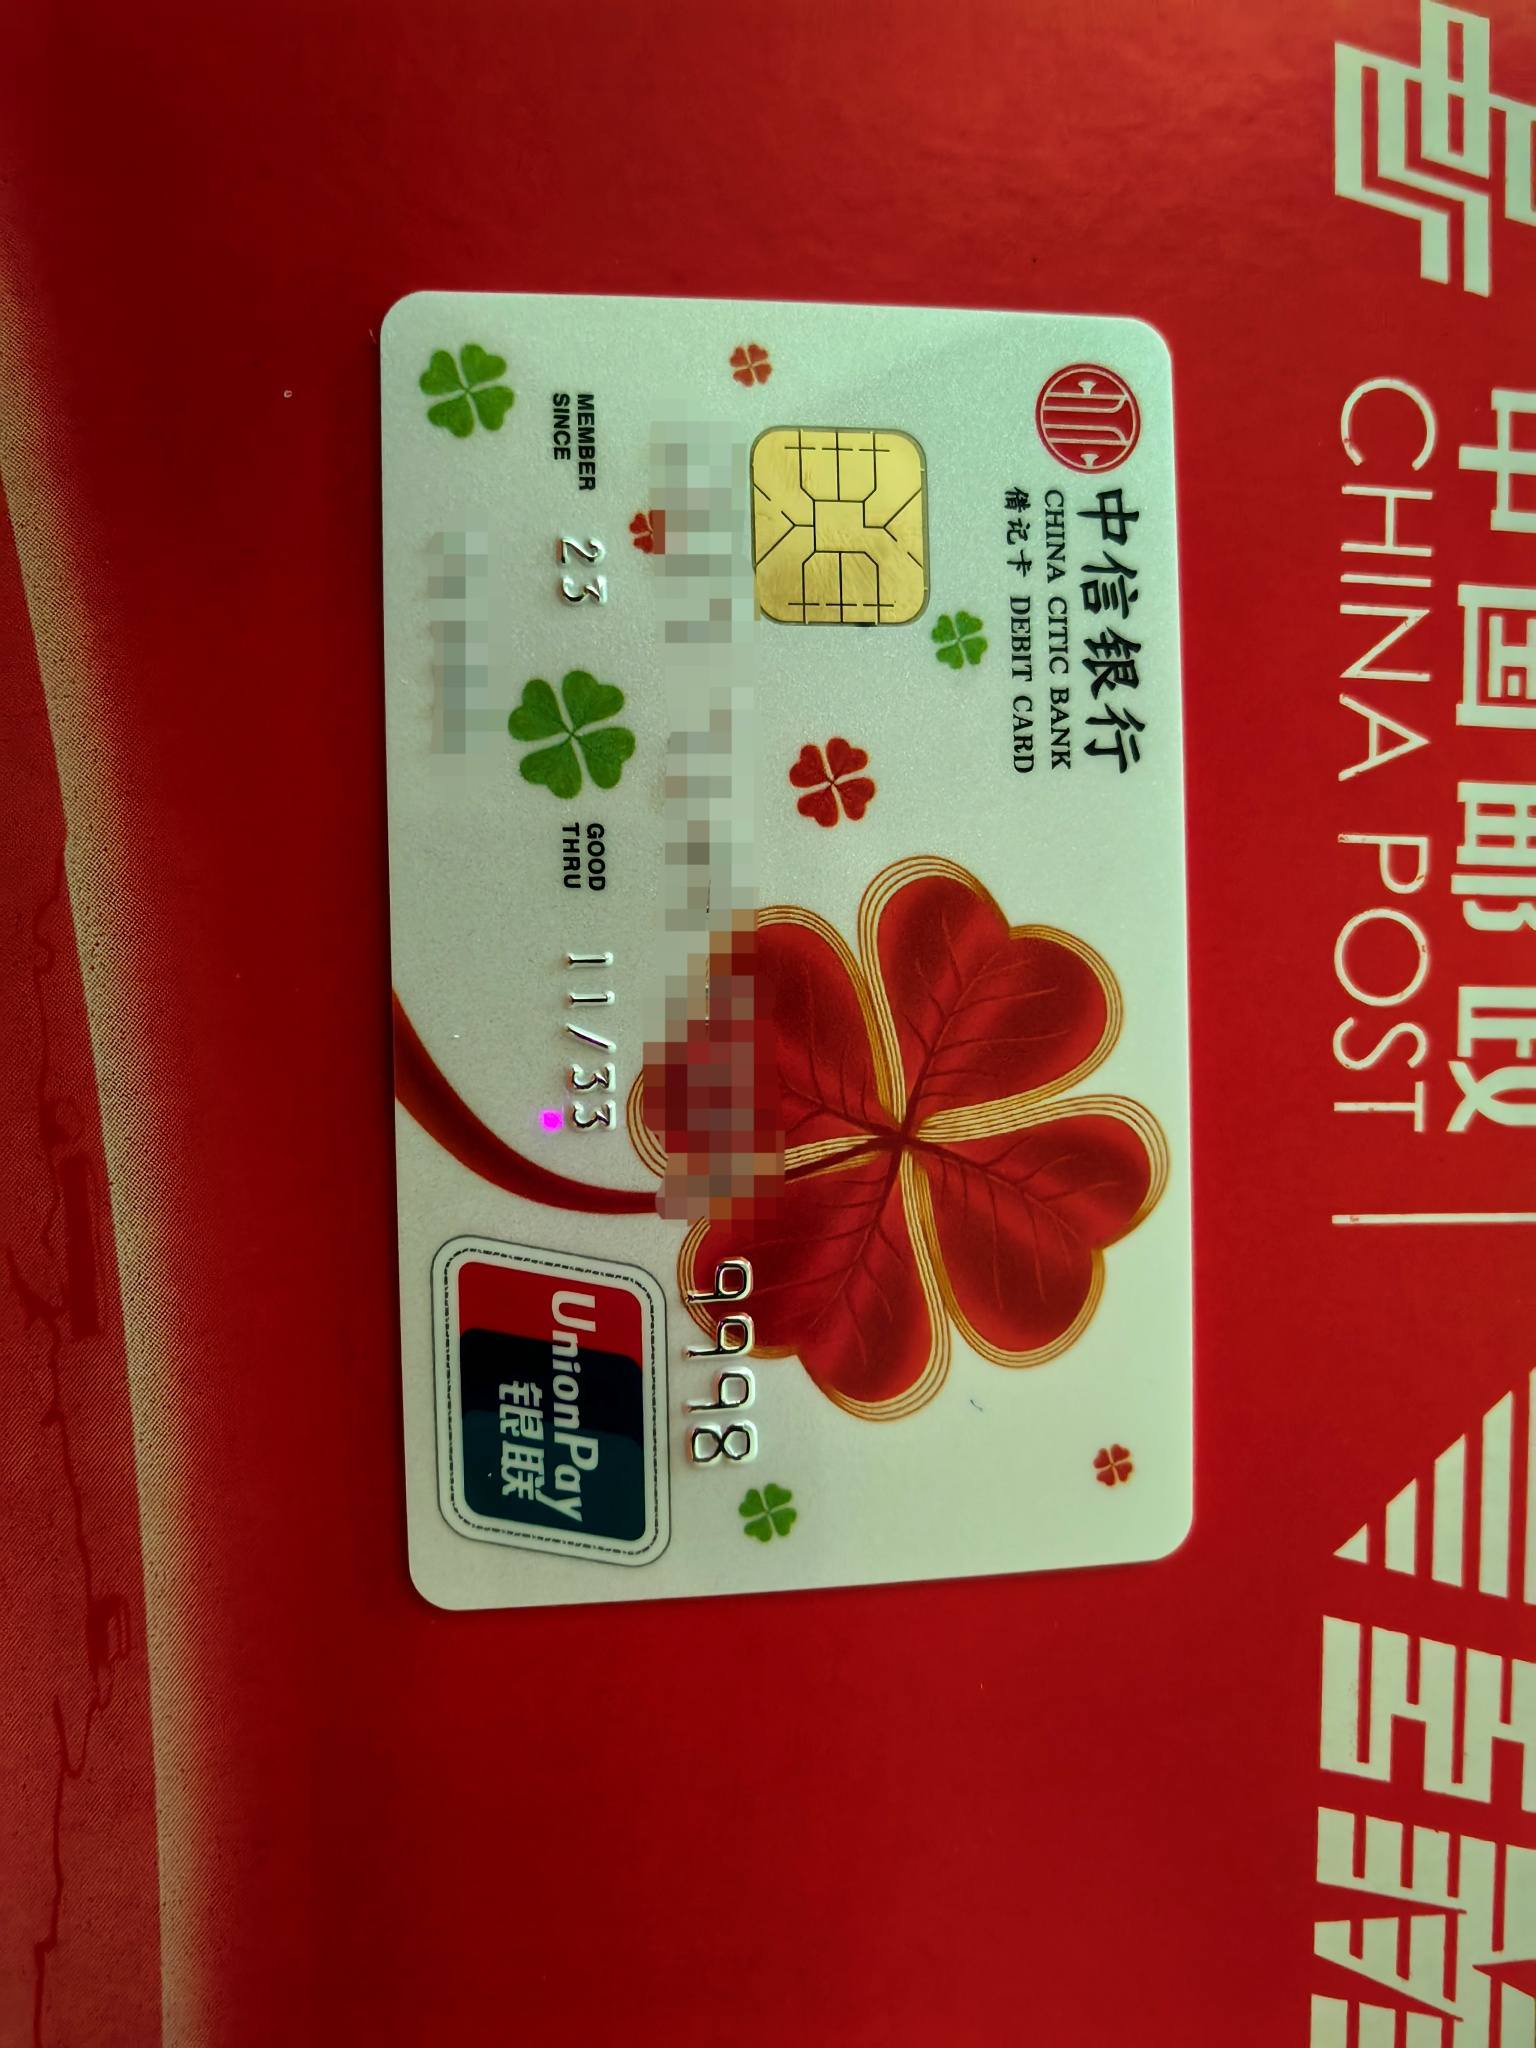 中国邮政
CHINA POST
中信银行
CHINA CITIC BANK
借记卡 DEBIT CARD
9998
MEMBER SINCE 23
GOOD THRU 11/33
UnionPay
银联